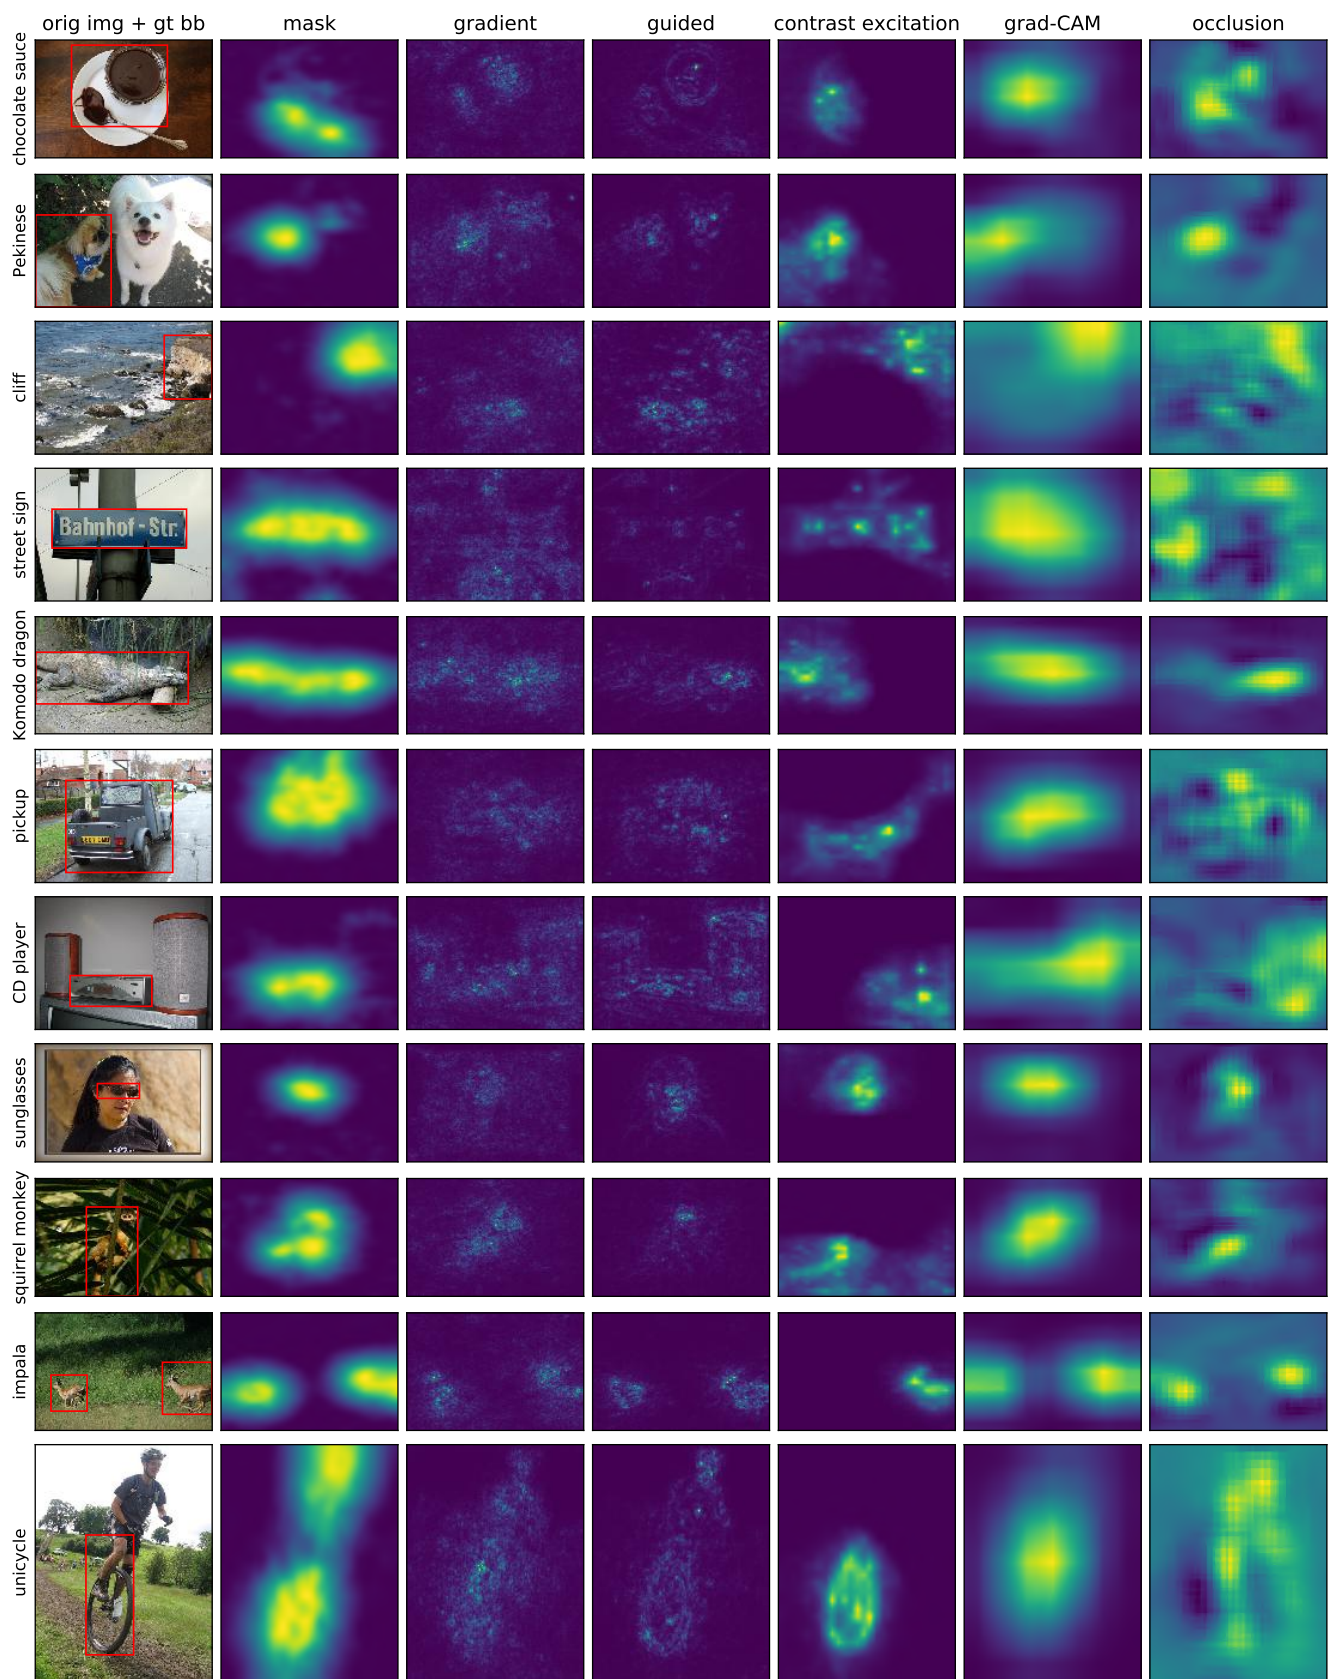 orig img + gt bb mask gradient guided contrast excitation grad-CAM occlusion
chocolate sauce
Pekinese
cliff
street sign
Bahnhof - Str.
Komodo dragon
pickup
CD player
sunglasses
squirrel monkey
impala
unicycle